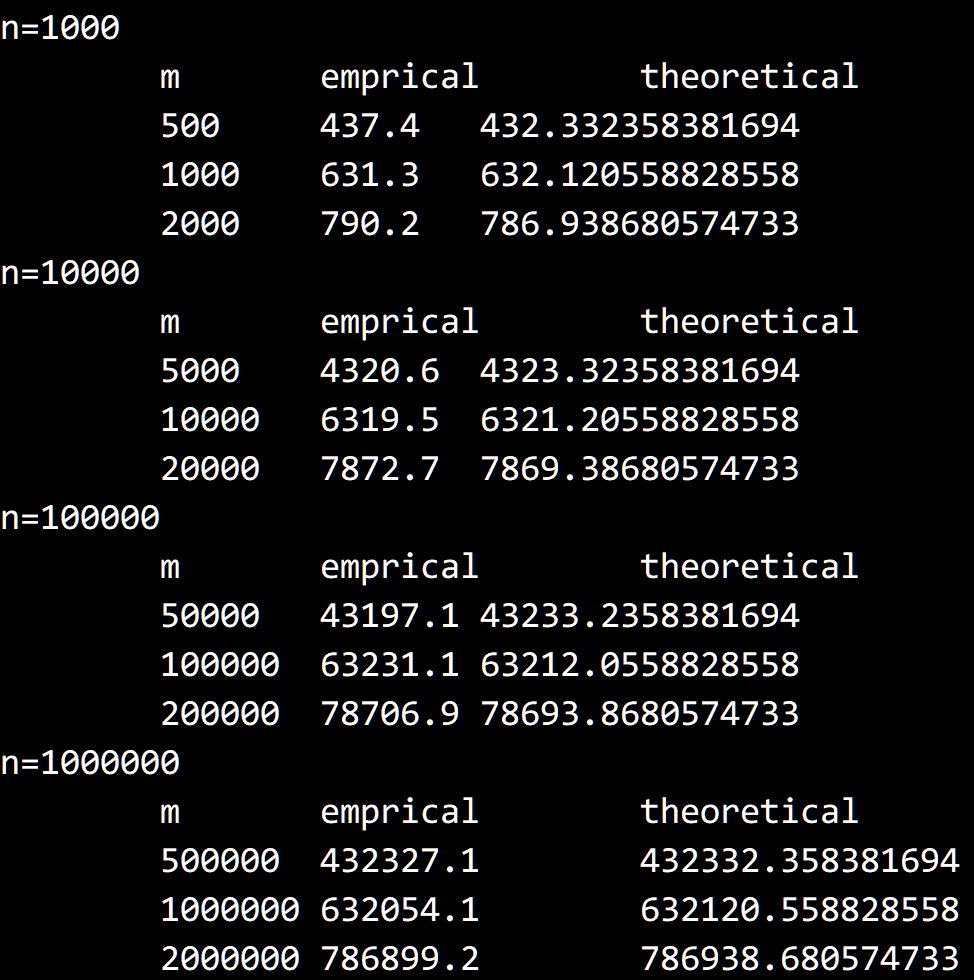 n=1000
m emprical theoretical
500 437.4 432.332358381694
1000 631.3 632.120558828558
2000 790.2 786.938680574733
n=10000
m emprical theoretical
5000 4320.6 4323.32358381694
10000 6319.5 6321.20558828558
20000 7872.7 7869.38680574733
n=100000
m emprical theoretical
50000 43197.1 43233.2358381694
100000 63231.1 63212.0558828558
200000 78706.9 78693.8680574733
n=1000000
m emprical theoretical
500000 432327.1 432332.358381694
1000000 632054.1 632120.558828558
2000000 786899.2 786938.680574733